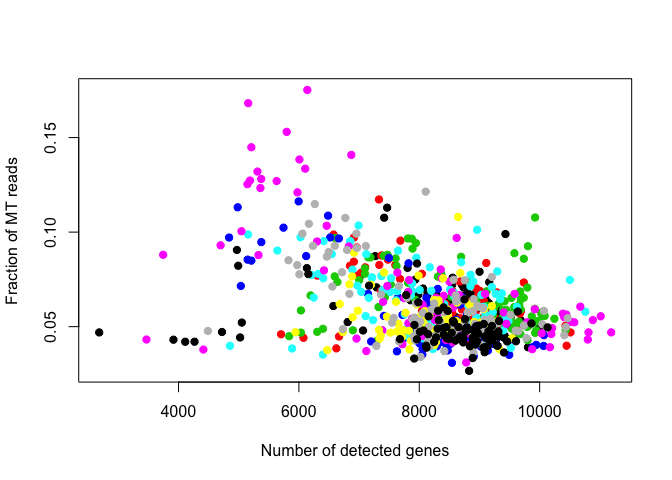 0.15
0.10
0.05
Fraction of MT reads
4000 6000 8000 10000
Number of detected genes